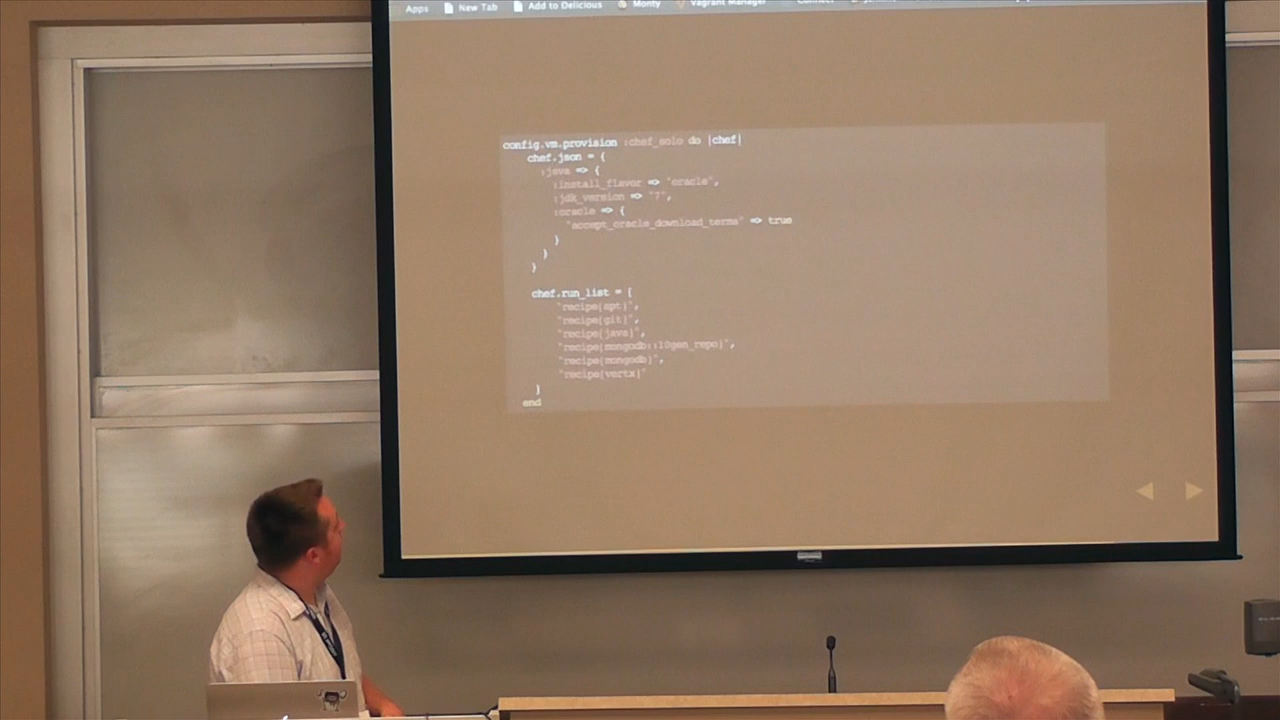 Apps New Tab Add to Delicious Monty Vagrant Manager Connect
config.vm.provision :chef_solo do |chef|
chef.json = {
:java => {
:install_flavor => "oracle",
:jdk_version => "7",
:oracle => {
"accept_oracle_download_terms" => true
}
}
}
chef.run_list = [
"recipe[apt]",
"recipe[git]",
"recipe[java]",
"recipe[mongodb::10gen_repo]",
"recipe[mongodb]",
"recipe[vertx]"
]
end